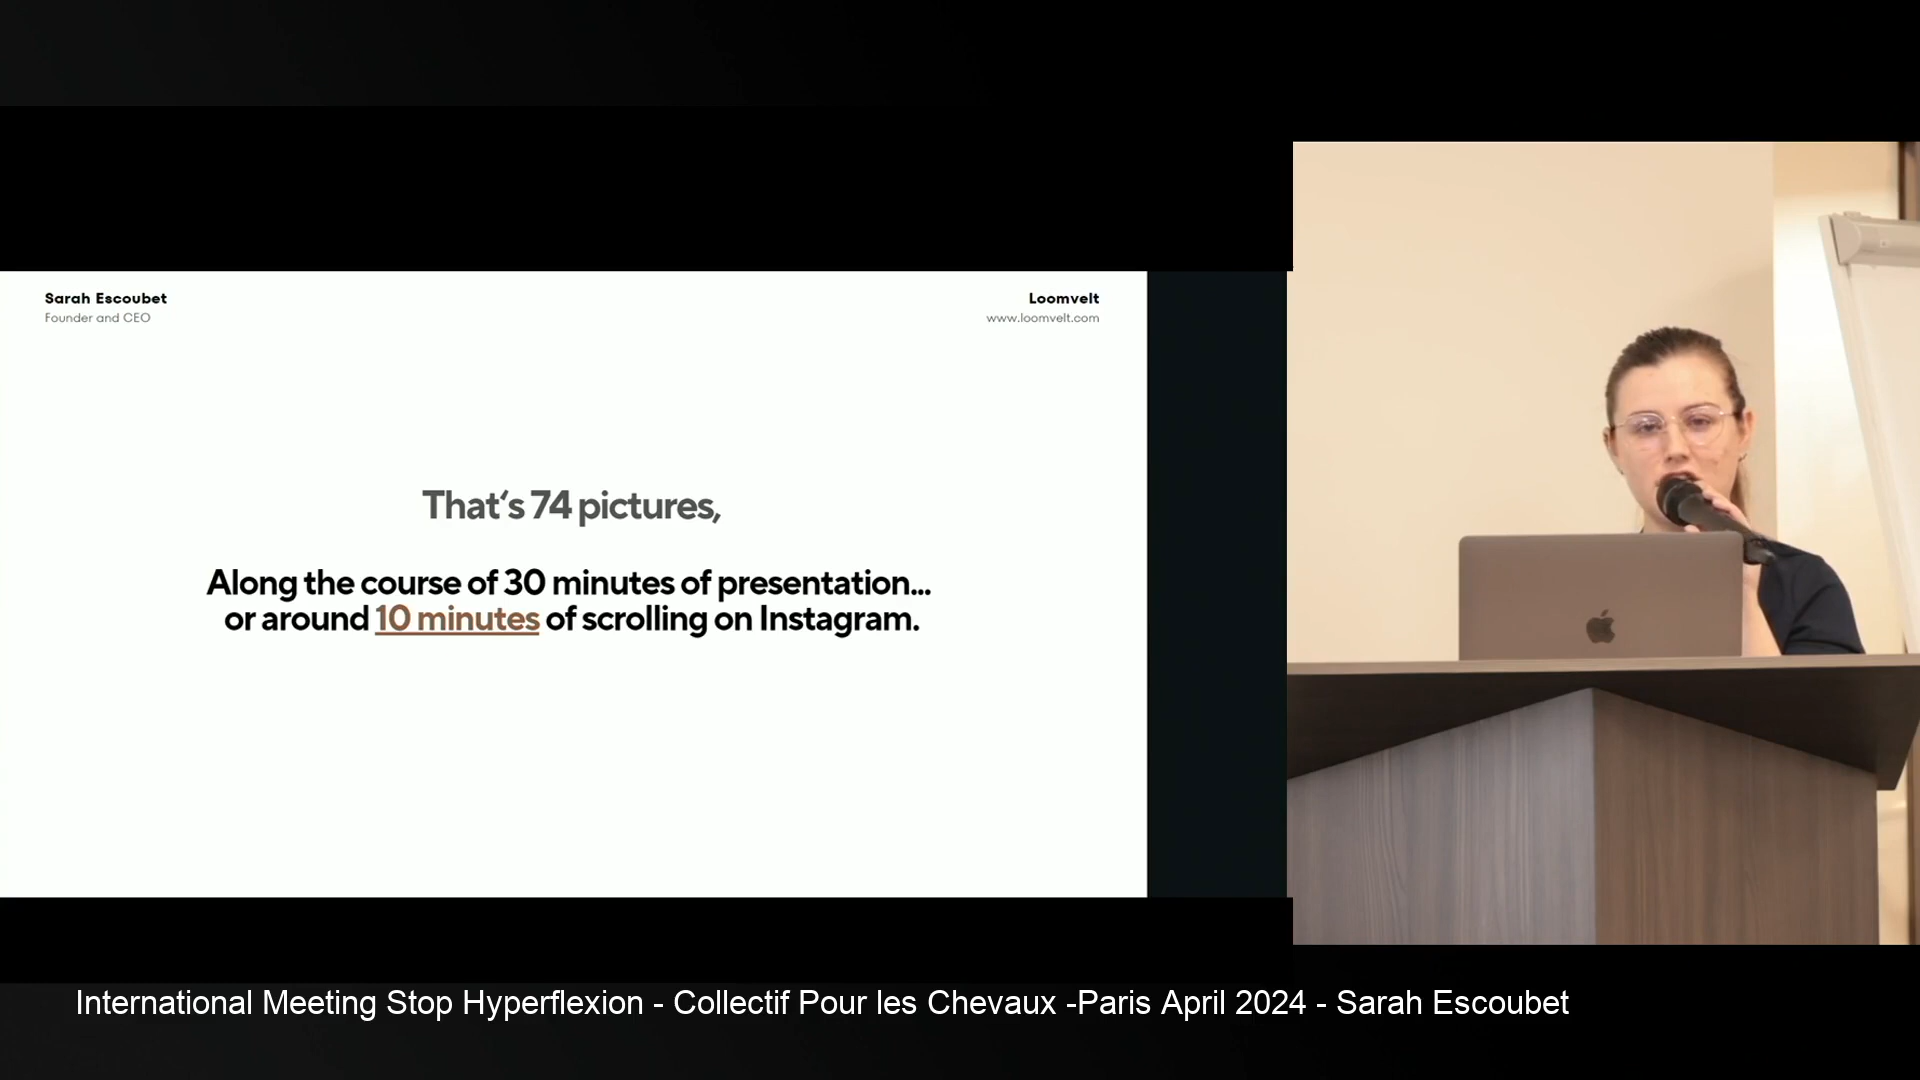 Sarah Escoubet
Founder and CEO
Loomvelt
www.loomvelt.com
That‘s 74 pictures,
Along the course of 30 minutes of presentation...
or around 10 minutes of scrolling on Instagram.
International Meeting Stop Hyperflexion - Collectif Pour les Chevaux -Paris April 2024 - Sarah Escoubet